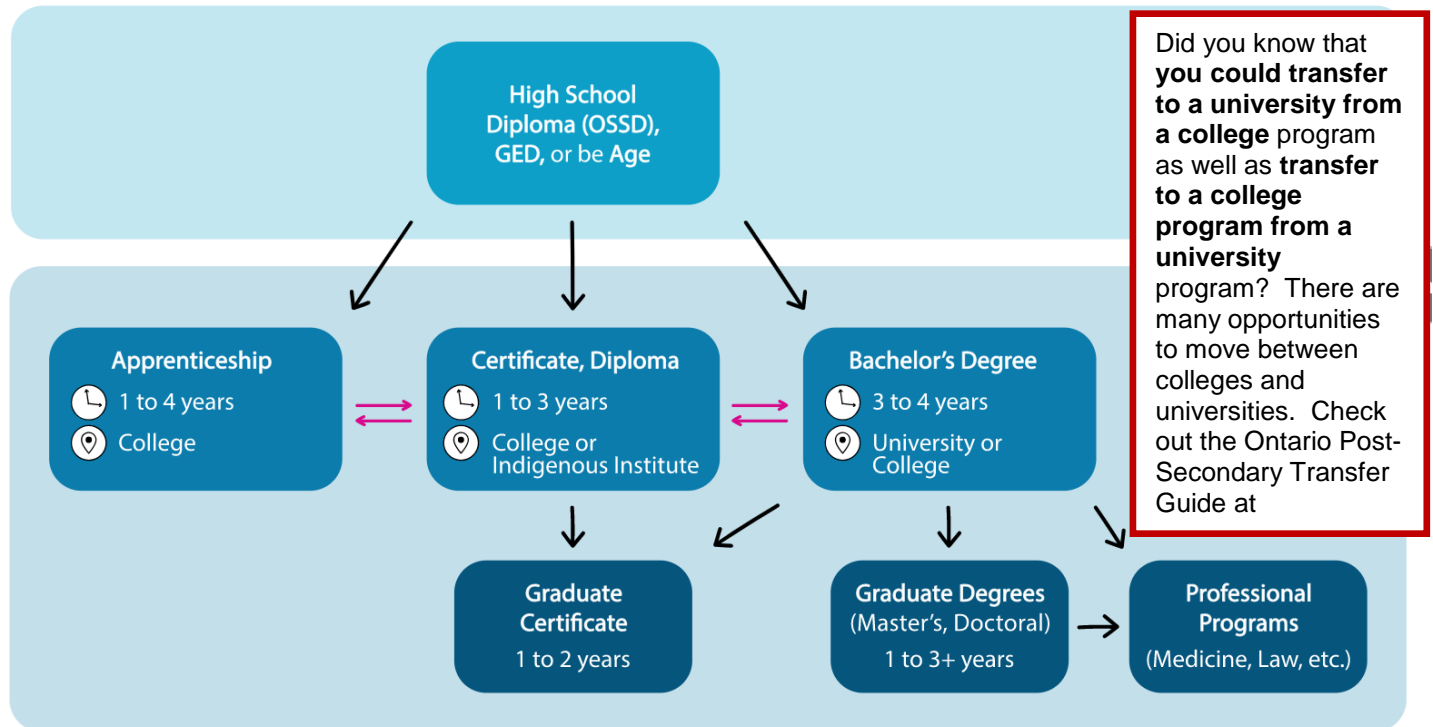 High School
Diploma (OSSD),
GED, or be Age
Did you know that
you could transfer
to a university from
a college program
as well as transfer
to a college
program from a
university
program? There are
many opportunities
to move between
colleges and
universities. Check
out the Ontario Post-
Secondary Transfer
Guide at
Apprenticeship
1 to 4 years
College
Certificate, Diploma
1 to 3 years
College or
Indigenous Institute
Bachelor's Degree
3 to 4 years
University or
College
Graduate
Certificate
1 to 2 years
Graduate Degrees
(Master's, Doctoral)
1 to 3+ years
Professional
Programs
(Medicine, Law, etc.)